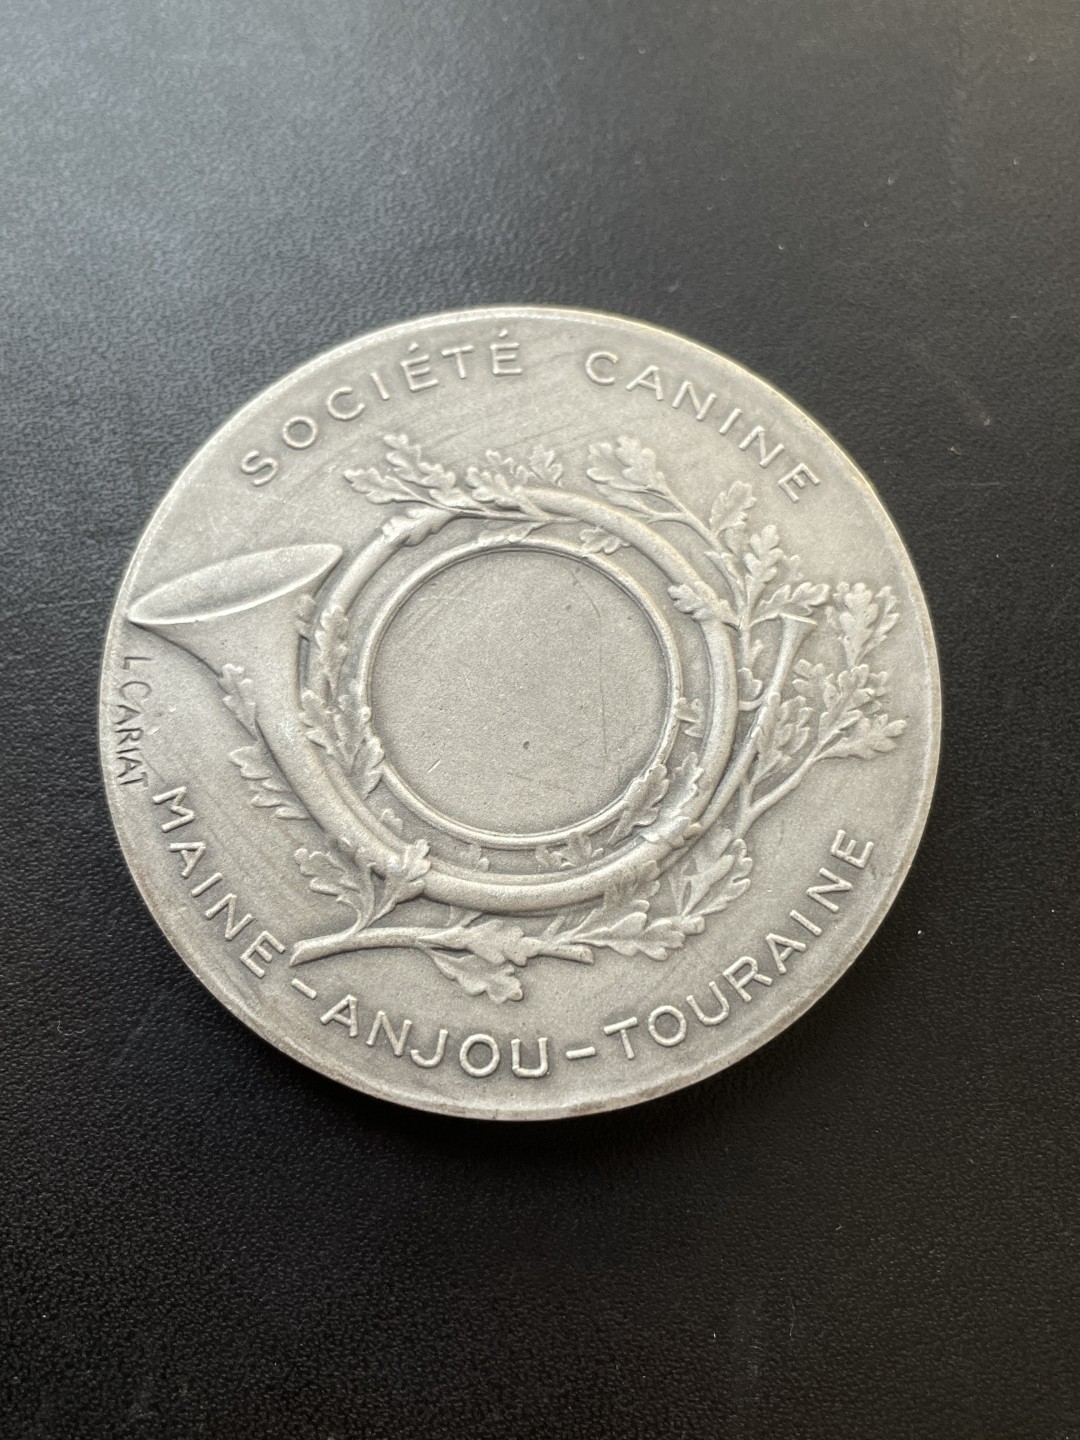 SOCIÉTÉ CANINE
L. CARIAT
MAINE - ANJOU - TOURAINE